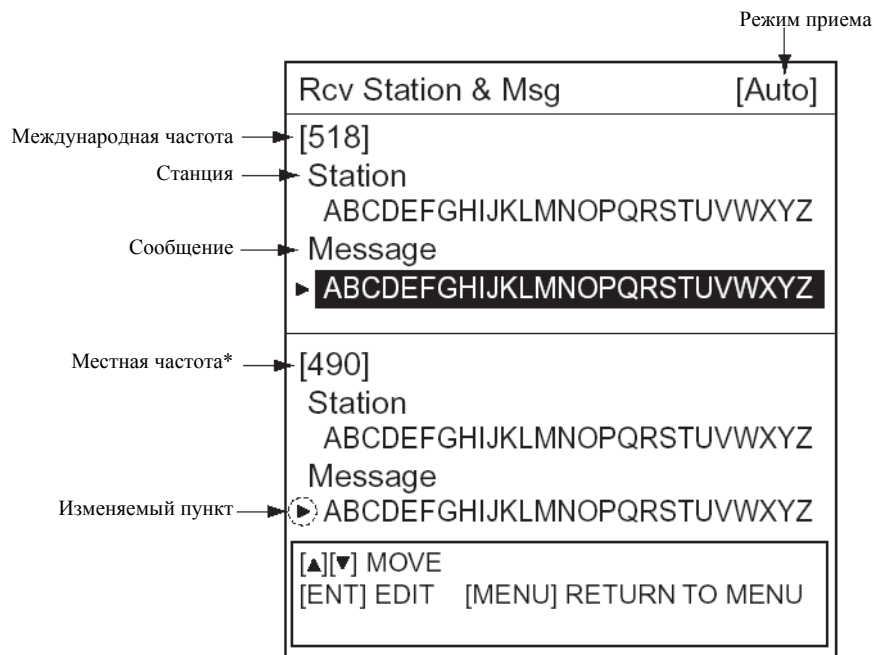 Режим приема
Rcv Station & Msg [Auto]
Международная частота [518]
Станция Station
ABCDEFGHIJKLMNOPQRSTUVWXYZ
Сообщение Message
▶ ABCDEFGHIJKLMNOPQRSTUVWXYZ
Местная частота* [490]
Station
ABCDEFGHIJKLMNOPQRSTUVWXYZ
Message
Изменяемый пункт ▶ ABCDEFGHIJKLMNOPQRSTUVWXYZ
[▲][▼] MOVE
[ENT] EDIT [MENU] RETURN TO MENU